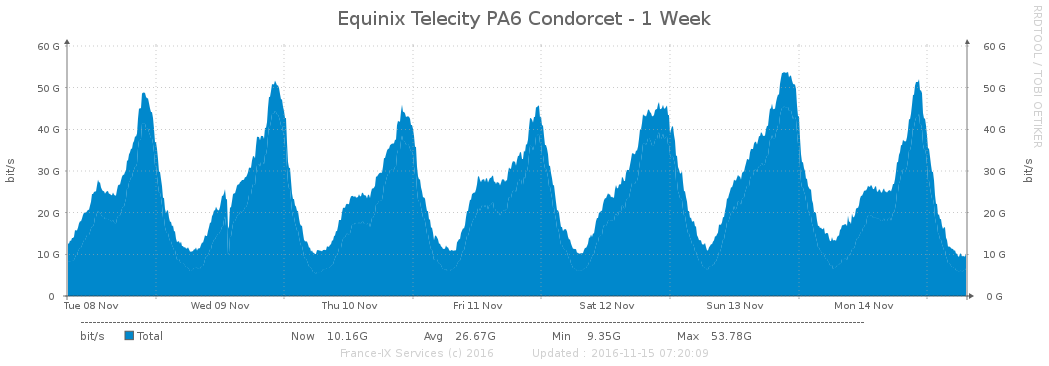 Equinix Telecity PA6 Condorcet - 1 Week
RRDTOOL / TOBI OETIKER
60 G 60 G
50 G 50 G
40 G 40 G
30 G 30 G
20 G 20 G
10 G 10 G
0 0 G
bit/s
bit/s
Tue 08 Nov Wed 09 Nov Thu 10 Nov Fri 11 Nov Sat 12 Nov Sun 13 Nov Mon 14 Nov
bit/s Total Now 10.16G Avg 26.67G Min 9.35G Max 53.78G
France-IX Services (c) 2016 Updated : 2016-11-15 07:20:09